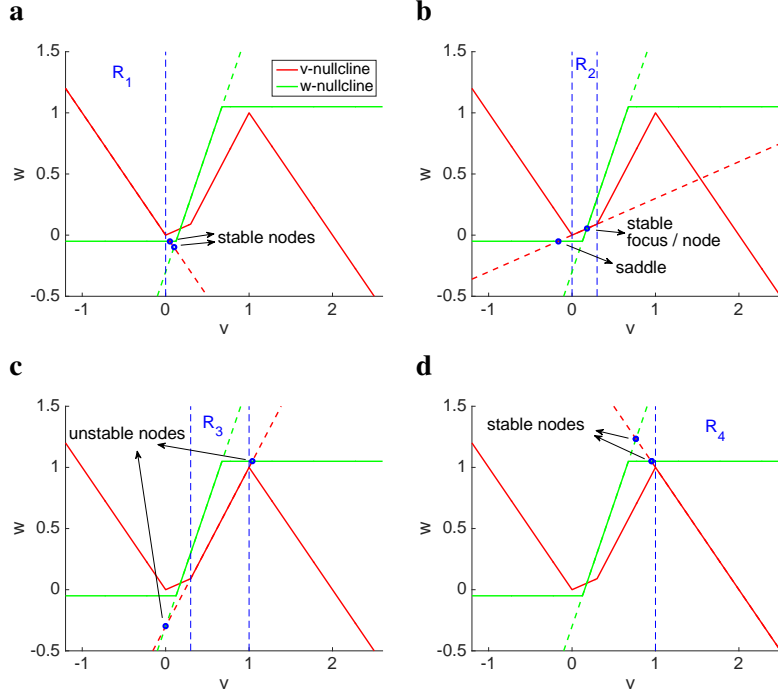 a
1.5
1
0.5
0
-0.5
w
R1
v-nullcline
w-nullcline
stable nodes
-1
0
1
2
v
b
1.5
1
0.5
0
-0.5
w
R2
stable
focus / node
saddle
-1
0
1
2
v
c
1.5
1
0.5
0
-0.5
w
unstable nodes
R3
-1
0
1
2
v
d
1.5
1
0.5
0
-0.5
w
stable nodes
R4
-1
0
1
2
v